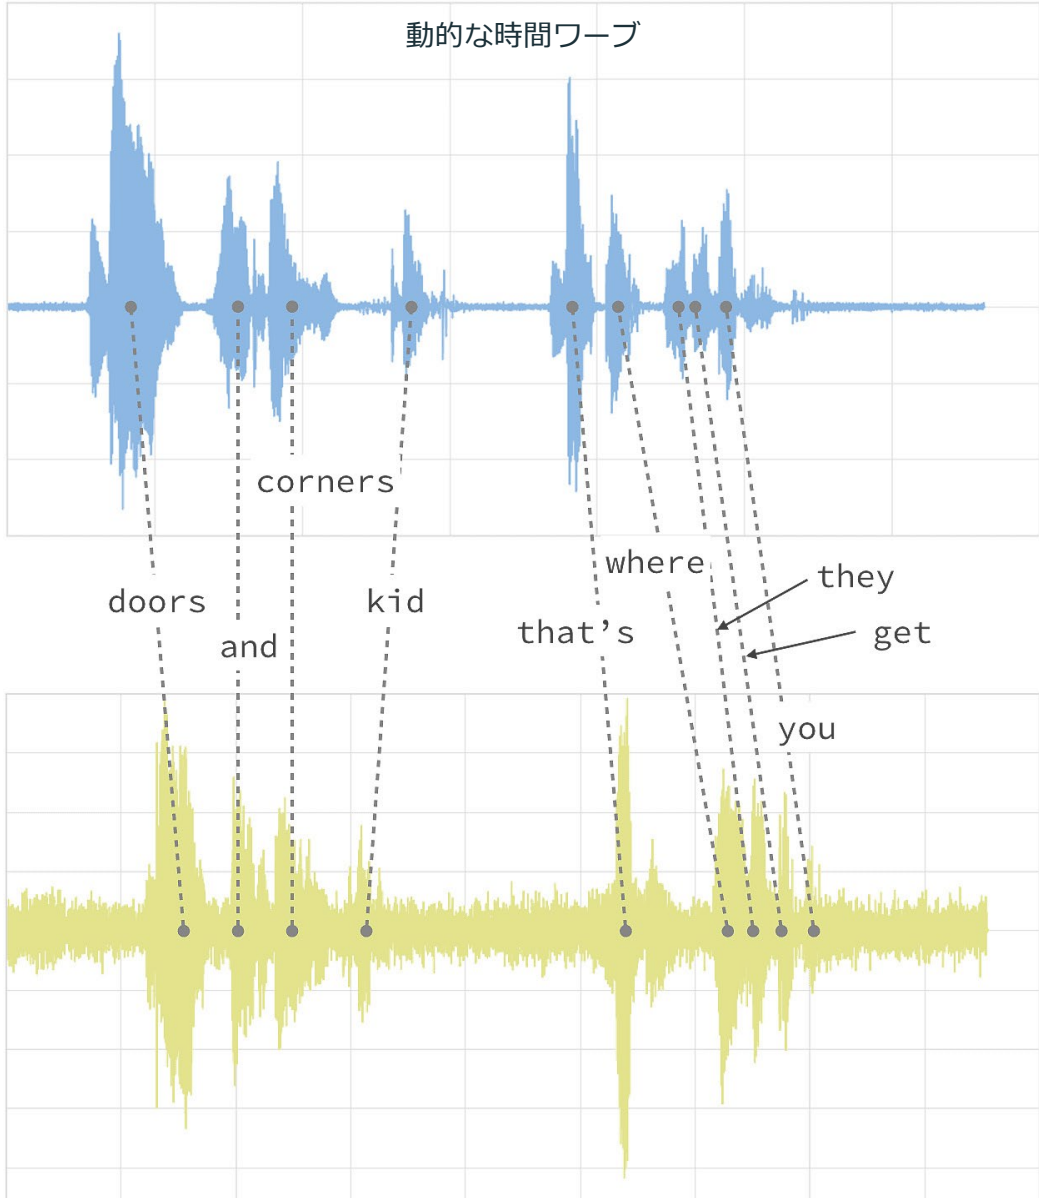 動的な時間ワープ
corners
where
they
doors
kid
that’s
get
and
you